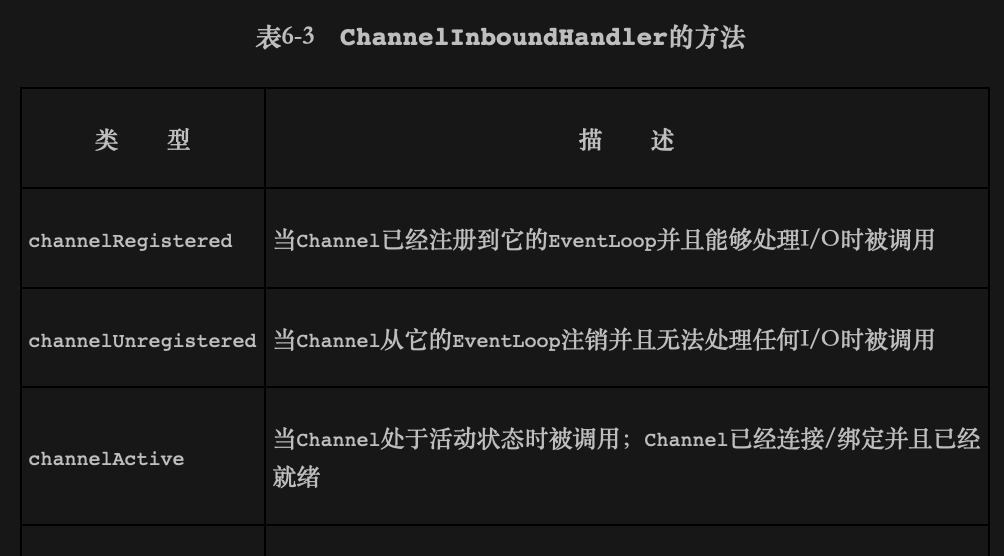 表6-3 ChannelInboundHandler的方法
类 型
描 述
channelRegistered
当Channel已经注册到它的EventLoop并且能够处理I/O时被调用
channelUnregistered
当Channel从它的EventLoop注销并且无法处理任何I/O时被调用
channelActive
当Channel处于活动状态时被调用；Channel已经连接/绑定并且已经
就绪